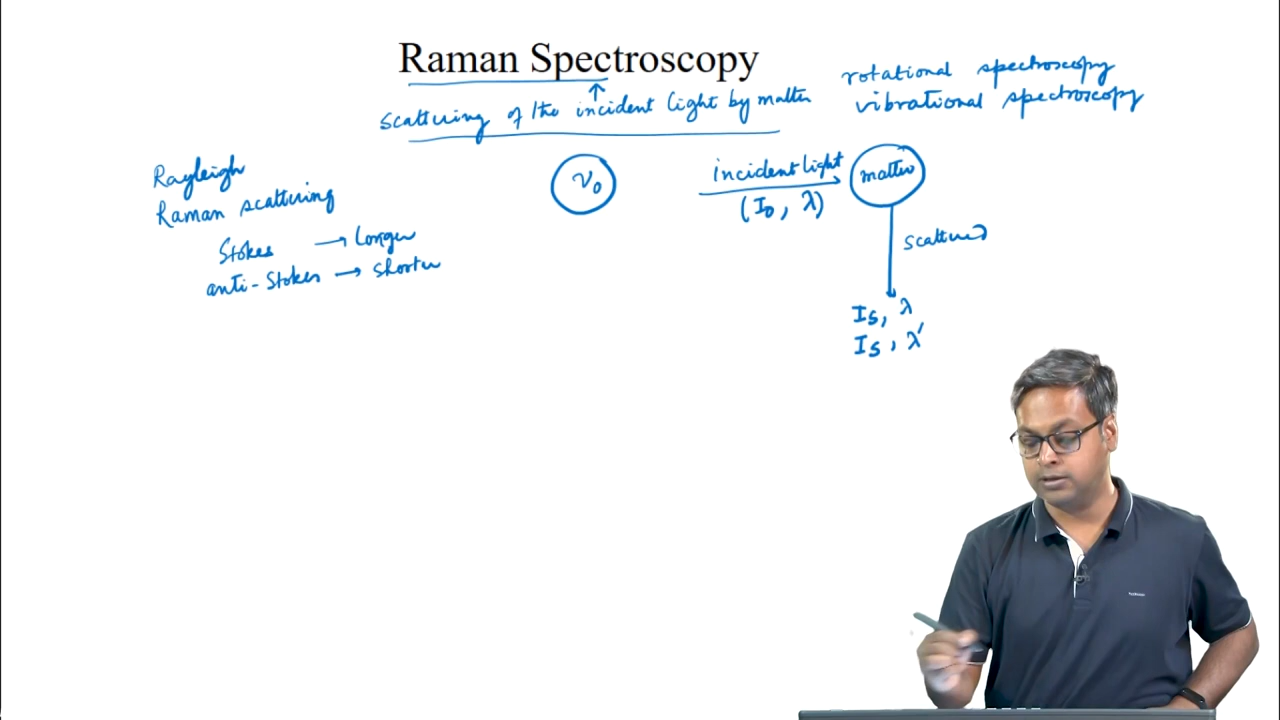 Raman Spectroscopy
rotational spectroscopy
vibrational spectroscopy
scattering of the incident light by matter
Rayleigh
Raman scattering
Stokes → Longer
anti-Stokes → shorter
ν₀
incident light
(I₀, λ)
matter
scattered
Is, λ
Is, λ′